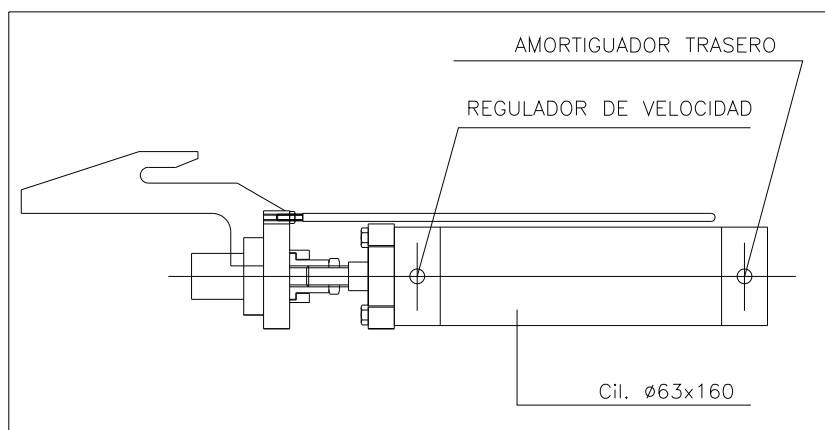 AMORTIGUADOR TRASERO
REGULADOR DE VELOCIDAD
Cil. ø63x160